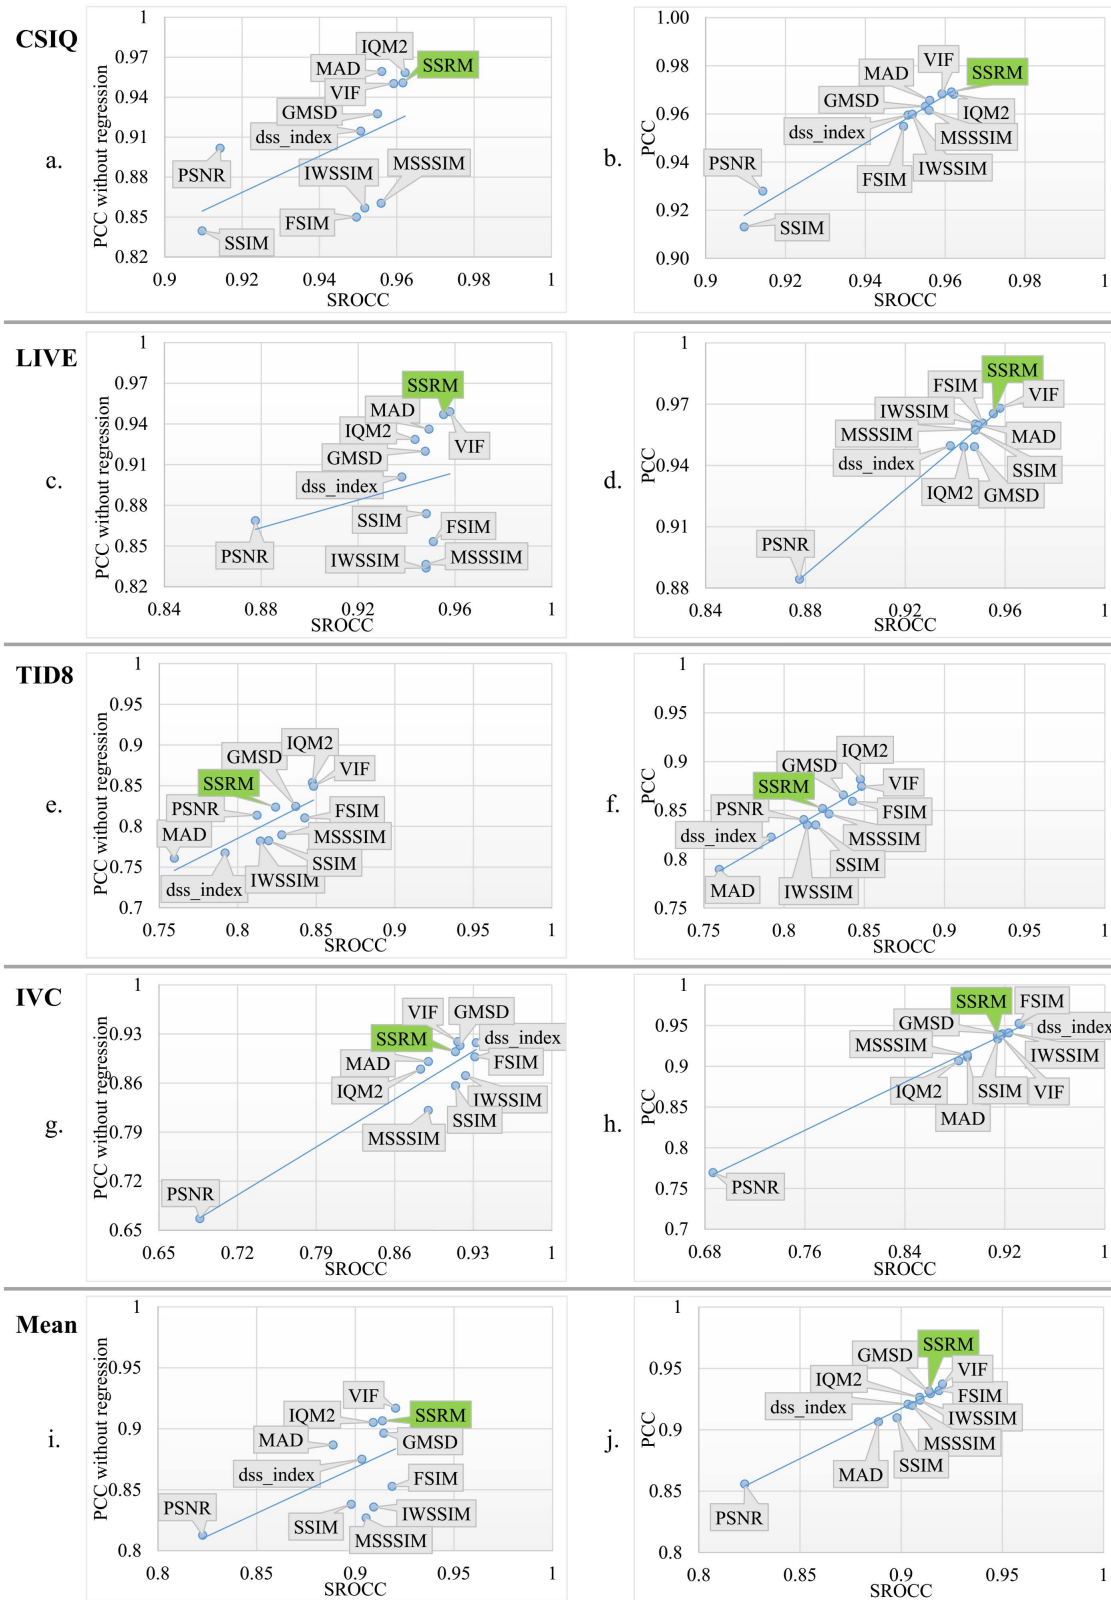 CSIQ
a.
PCC without regression
1
0.97
0.94
0.91
0.88
0.85
0.82
IQM2
MAD
SSRM
VIF
GMSD
dss_index
PSNR
IWSSIM
MSSSIM
FSIM
SSIM
0.9
0.92
0.94
0.96
0.98
1
SROCC
b.
PCC
1.00
0.98
0.96
0.94
0.92
0.90
VIF
MAD
SSRM
GMSD
IQM2
dss_index
MSSSIM
IWSSIM
FSIM
PSNR
SSIM
0.9
0.92
0.94
0.96
0.98
1
SROCC
LIVE
c.
PCC without regression
1
0.97
0.94
0.91
0.88
0.85
0.82
SSRM
MAD
IQM2
VIF
GMSD
dss_index
SSIM
FSIM
PSNR
IWSSIM
MSSSIM
0.84
0.88
0.92
0.96
1
SROCC
d.
PCC
1
0.97
0.94
0.91
0.88
SSRM
FSIM
VIF
IWSSIM
MSSSIM
MAD
dss_index
SSIM
IQM2
GMSD
PSNR
0.84
0.88
0.92
0.96
1
SROCC
TID8
e.
PCC without regression
1
0.95
0.9
0.85
0.8
0.75
0.7
IQM2
GMSD
VIF
SSRM
PSNR
FSIM
MAD
MSSSIM
SSIM
IWSSIM
dss_index
0.75
0.8
0.85
0.9
0.95
1
SROCC
f.
PCC
1
0.95
0.9
0.85
0.8
0.75
IQM2
GMSD
VIF
SSRM
PSNR
FSIM
dss_index
MSSSIM
SSIM
MAD
IWSSIM
0.75
0.8
0.85
0.9
0.95
1
SROCC
IVC
g.
PCC without regression
1
0.93
0.86
0.79
0.72
0.65
VIF
GMSD
SSRM
dss_index
MAD
FSIM
IQM2
IWSSIM
SSIM
MSSSIM
PSNR
0.65
0.72
0.79
0.86
0.93
1
SROCC
h.
PCC
1
0.95
0.9
0.85
0.8
0.75
0.7
SSRM
FSIM
GMSD
dss_index
MSSSIM
IWSSIM
IQM2
SSIM
VIF
MAD
PSNR
0.68
0.76
0.84
0.92
1
SROCC
Mean
i.
PCC without regression
1
0.95
0.9
0.85
0.8
VIF
IQM2
SSRM
MAD
GMSD
dss_index
FSIM
PSNR
SSIM
IWSSIM
MSSSIM
0.8
0.85
0.9
0.95
1
SROCC
j.
PCC
1
0.95
0.9
0.85
0.8
SSRM
GMSD
VIF
IQM2
FSIM
dss_index
IWSSIM
MSSSIM
SSIM
MAD
PSNR
0.8
0.85
0.9
0.95
1
SROCC